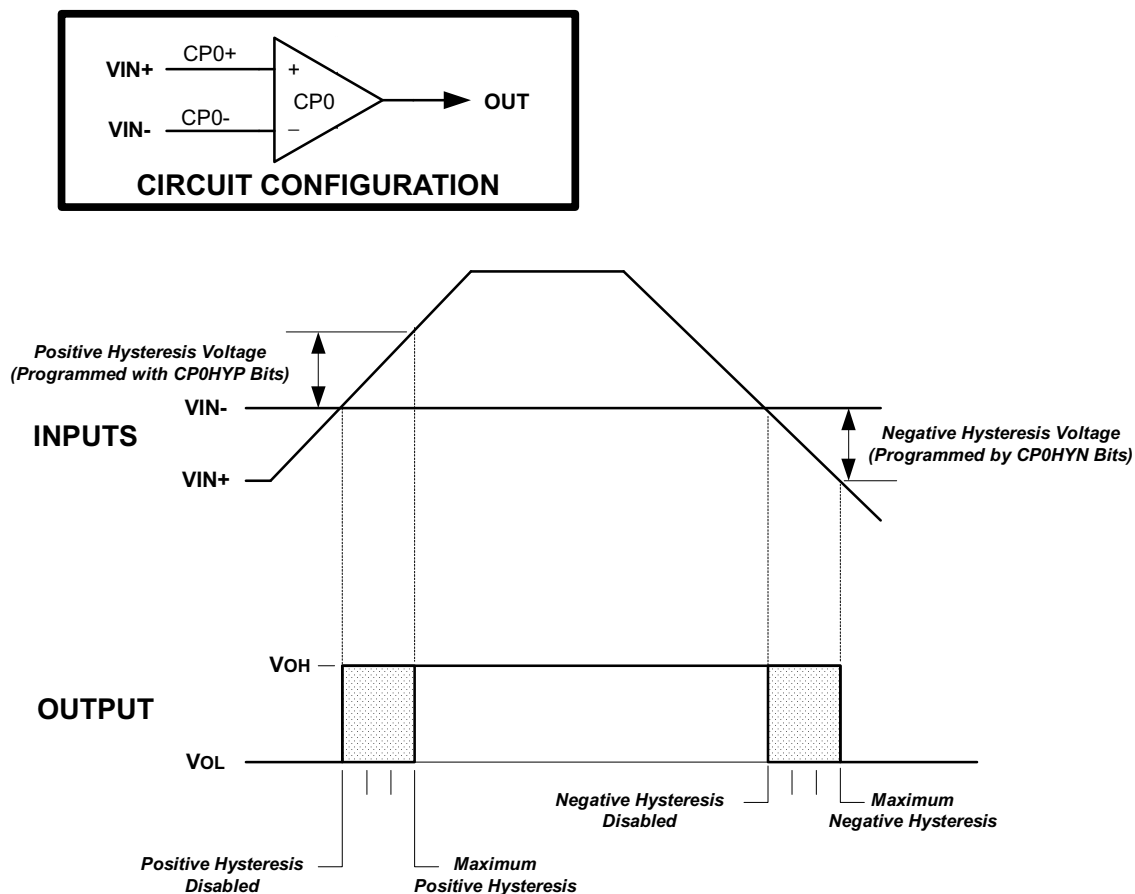 CP0+
VIN+
+
CP0
OUT
CP0-
VIN-
_
CIRCUIT CONFIGURATION
Positive Hysteresis Voltage
(Programmed with CP0HYP Bits)
VIN-
INPUTS
Negative Hysteresis Voltage
(Programmed by CP0HYN Bits)
VIN+
VOH
OUTPUT
VOL
Negative Hysteresis
Disabled
Maximum
Negative Hysteresis
Positive Hysteresis
Disabled
Maximum
Positive Hysteresis